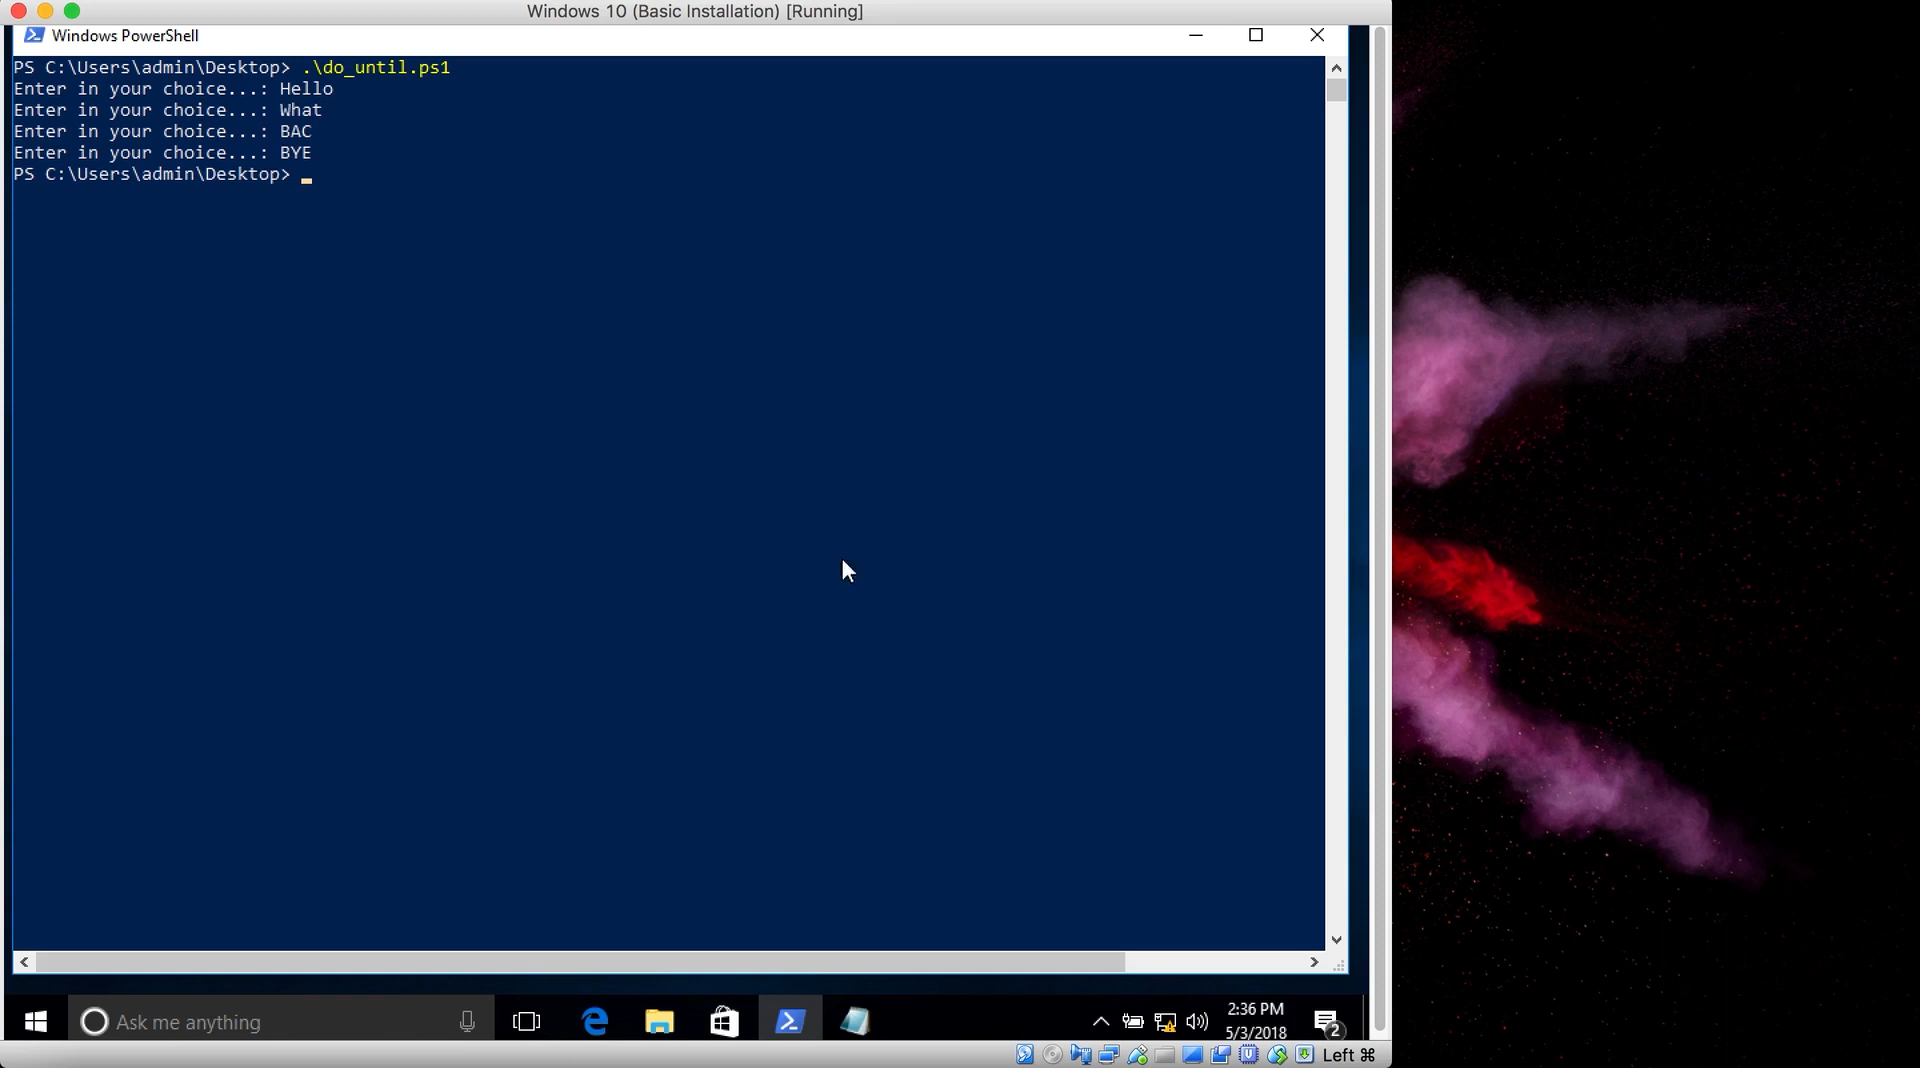 Windows 10 (Basic Installation) [Running]
Windows PowerShell
PS C:\Users\admin\Desktop> .\do_until.ps1
Enter in your choice...: Hello
Enter in your choice...: What
Enter in your choice...: BAC
Enter in your choice...: BYE
PS C:\Users\admin\Desktop>
Ask me anything
2:36 PM
5/3/2018
2
Left ⌘